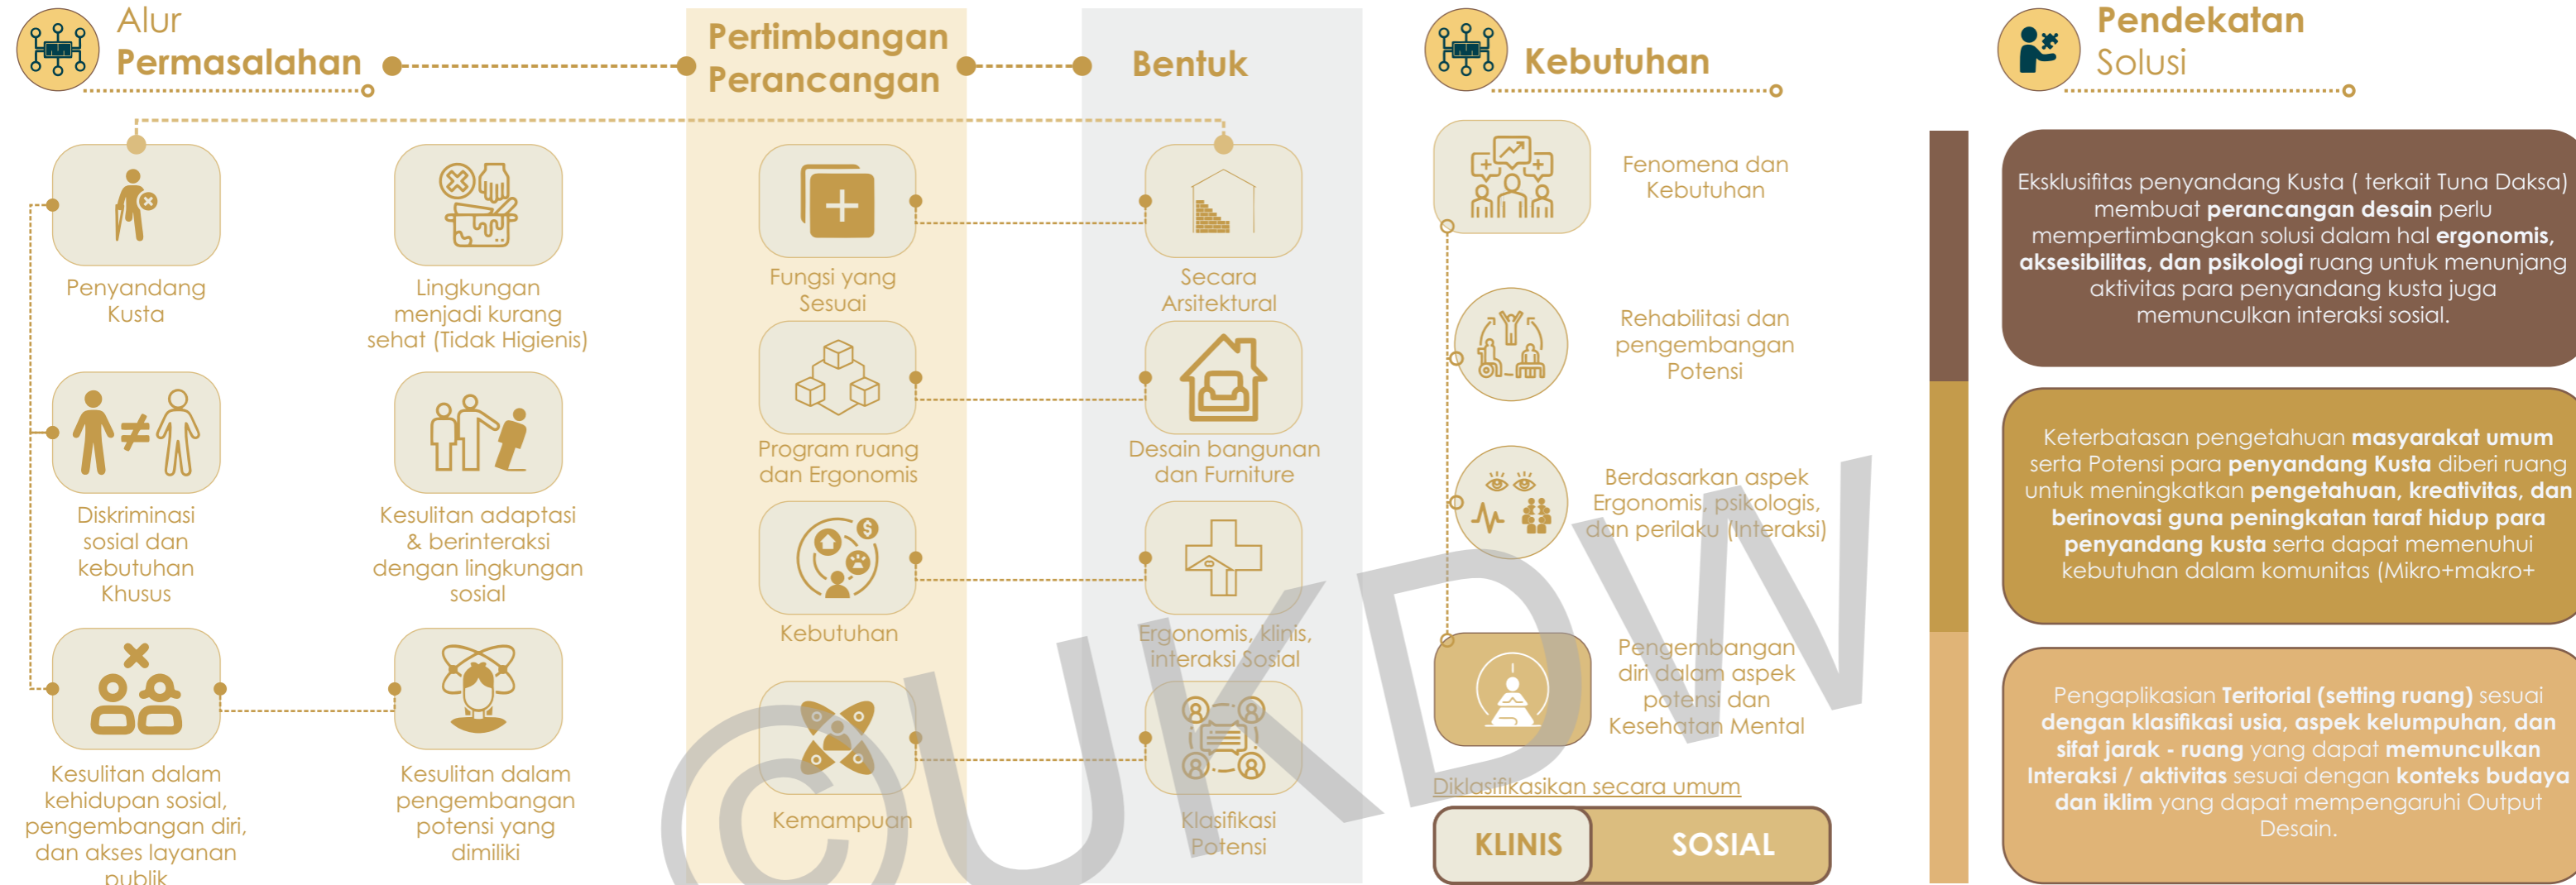 Alur
Permasalahan
Penyandang
Kusta
Lingkungan
menjadi kurang
sehat (Tidak Higienis)
Diskriminasi
sosial dan
kebutuhan
Khusus
Kesulitan adaptasi
& berinteraksi
dengan lingkungan
sosial
Kesulitan dalam
kehidupan sosial,
pengembangan diri,
dan akses layanan
publik
Kesulitan dalam
pengembangan
potensi yang
dimiliki
Pertimbangan
Perancangan
Fungsi yang
Sesuai
Program ruang
dan Ergonomis
$
Kebutuhan
Kemampuan
Bentuk
Secara
Arsitektural
Desain bangunan
dan Furniture
Ergonomis, klinis,
interaksi Sosial
Klasifikasi
Potensi
Kebutuhan
Fenomena dan
Kebutuhan
Rehabilitasi dan
pengembangan
Potensi
Berdasarkan aspek
Ergonomis, psikologis,
dan perilaku (Interaksi)
Pengembangan
diri dalam aspek
potensi dan
Kesehatan Mental
Diklasifikasikan secara umum
KLINIS
SOSIAL
Pendekatan
Solusi
Eksklusifitas penyandang Kusta ( terkait Tuna Daksa)
membuat perancangan desain perlu
mempertimbangkan solusi dalam hal ergonomis,
aksesibilitas, dan psikologi ruang untuk menunjang
aktivitas para penyandang kusta juga
memunculkan interaksi sosial.
Keterbatasan pengetahuan masyarakat umum
serta Potensi para penyandang Kusta diberi ruang
untuk meningkatkan pengetahuan, kreativitas, dan
berinovasi guna peningkatan taraf hidup para
penyandang kusta serta dapat memenuhui
kebutuhan dalam komunitas (Mikro+makro+
Pengaplikasian Teritorial (setting ruang) sesuai
dengan klasifikasi usia, aspek kelumpuhan, dan
sifat jarak - ruang yang dapat memunculkan
Interaksi / aktivitas sesuai dengan konteks budaya
dan iklim yang dapat mempengaruhi Output
Desain.
©UKDW